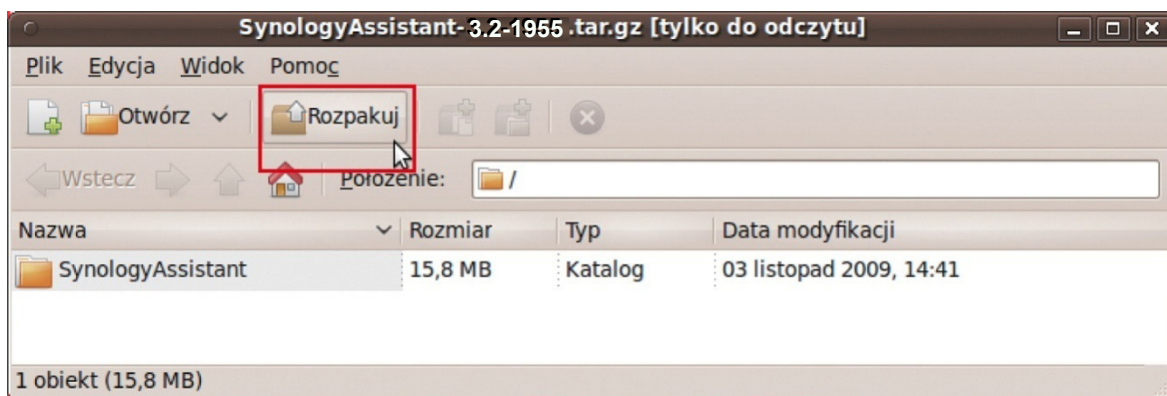 SynologyAssistant-3.2-1955.tar.gz [tylko do odczytu]
Plik Edycja Widok Pomoc
Otwórz Rozpakuj
Wstecz Położenie: /
Nazwa Rozmiar Typ Data modyfikacji
SynologyAssistant 15,8 MB Katalog 03 listopad 2009, 14:41
1 obiekt (15,8 MB)